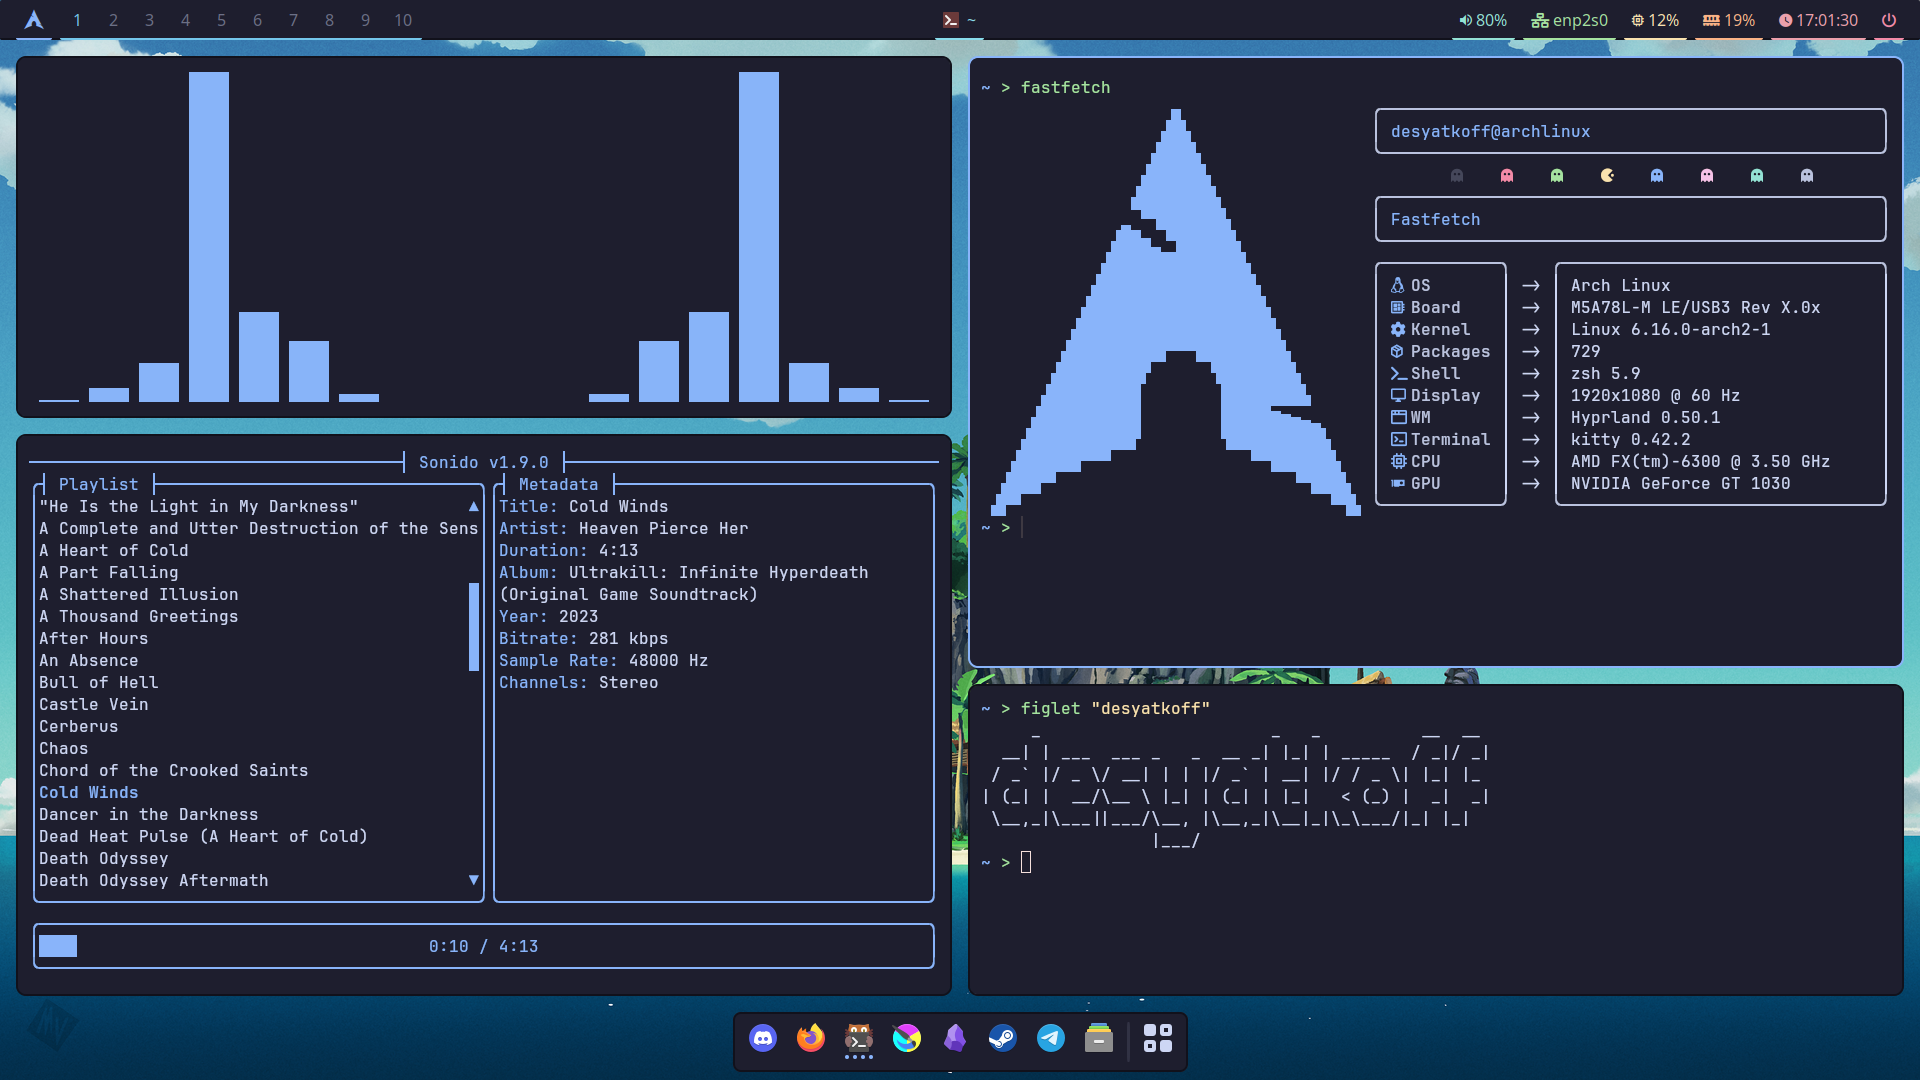 1 2 3 4 5 6 7 8 9 10
~
80% enp2s0 12% 19% 17:01:30
~ > fastfetch
desyatkoff@archlinux
Fastfetch
OS → Arch Linux
Board → M5A78L-M LE/USB3 Rev X.0x
Kernel → Linux 6.16.0-arch2-1
Packages → 729
Shell → zsh 5.9
Display → 1920x1080 @ 60 Hz
WM → Hyprland 0.50.1
Terminal → kitty 0.42.2
CPU → AMD FX(tm)-6300 @ 3.50 GHz
GPU → NVIDIA GeForce GT 1030
~ >
Sonido v1.9.0
Playlist
"He Is the Light in My Darkness"
A Complete and Utter Destruction of the Sens
A Heart of Cold
A Part Falling
A Shattered Illusion
A Thousand Greetings
After Hours
An Absence
Bull of Hell
Castle Vein
Cerberus
Chaos
Chord of the Crooked Saints
Cold Winds
Dancer in the Darkness
Dead Heat Pulse (A Heart of Cold)
Death Odyssey
Death Odyssey Aftermath
Metadata
Title: Cold Winds
Artist: Heaven Pierce Her
Duration: 4:13
Album: Ultrakill: Infinite Hyperdeath
(Original Game Soundtrack)
Year: 2023
Bitrate: 281 kbps
Sample Rate: 48000 Hz
Channels: Stereo
0:10 / 4:13
~ > figlet "desyatkoff"
desyatkoff
~ >